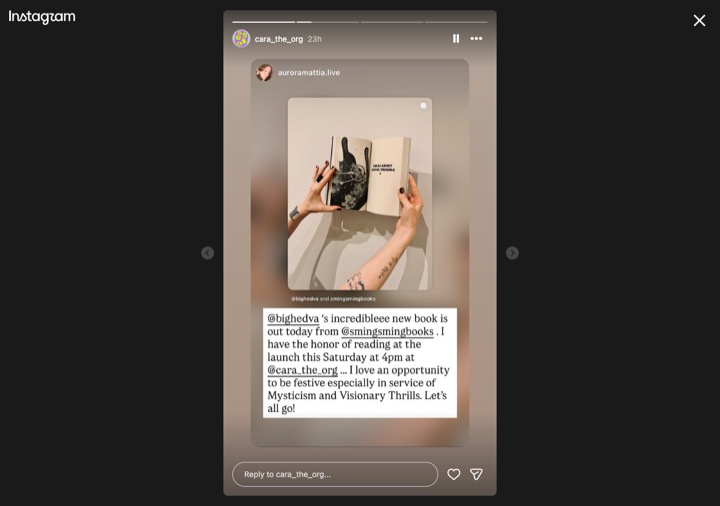 Instagram
cara_the_org 23h
auroramattia.live
@bighedva and smingsmingbooks
@bighedva 's incredibleee new book is
out today from @smingsmingbooks . I
have the honor of reading at the
launch this Saturday at 4pm at
@cara_the_org ... I love an opportunity
to be festive especially in service of
Mysticism and Visionary Thrills. Let's
all go!
Reply to cara_the_org...